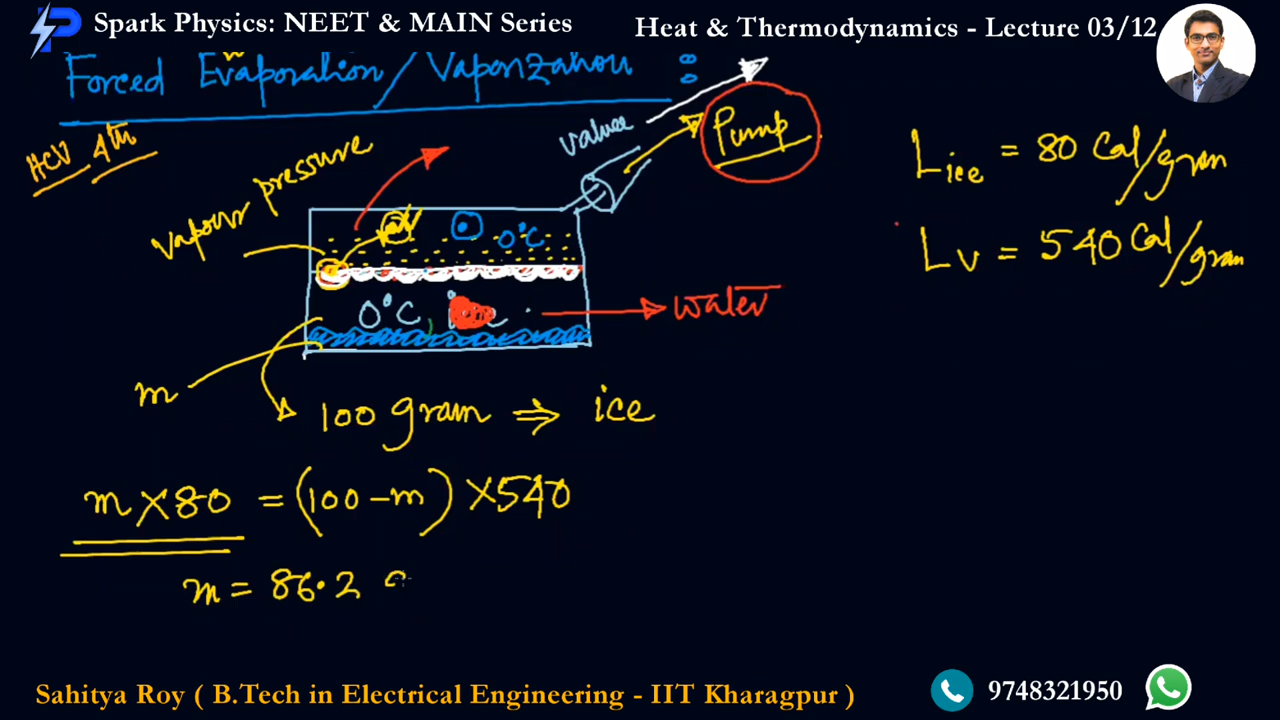 Spark Physics: NEET & MAIN Series
Heat & Thermodynamics - Lecture 03/12
Forced Evaporation/Vaporization :
HCV 4th
vapour pressure
value
Pump
0°C
0°C
water
m
100 gram ⇒ ice
m × 80 = (100 - m) × 540
m = 86.2
L ice = 80 Cal/gram
Lv = 540 Cal/gram
Sahitya Roy ( B.Tech in Electrical Engineering - IIT Kharagpur )
9748321950